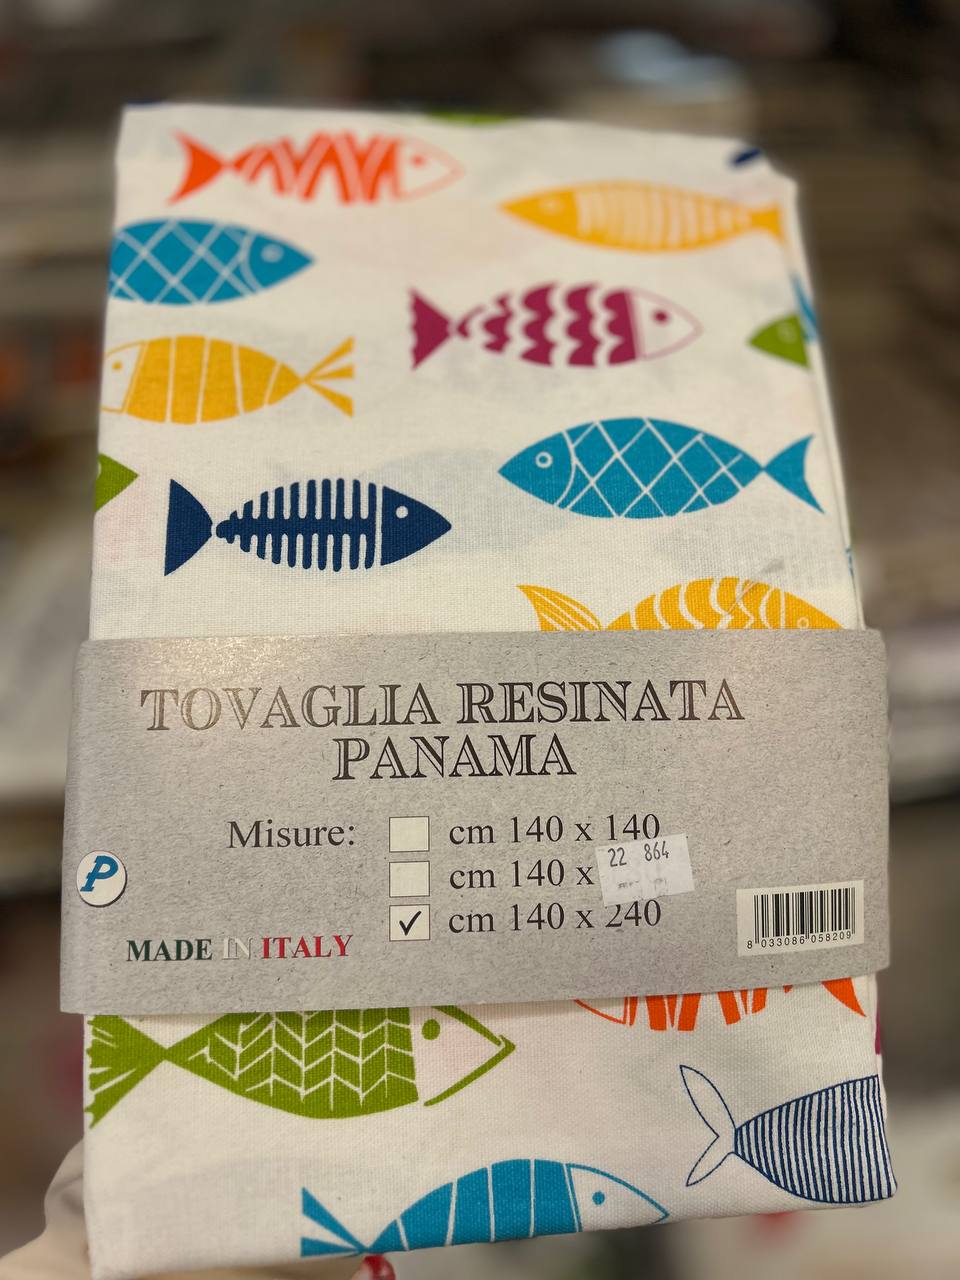 TOVAGLIA RESINATA
PANAMA
Misure:
cm 140 x 140
cm 140 x
22 864
cm 140 x 240
P
MADE IN ITALY
8 033086 058209